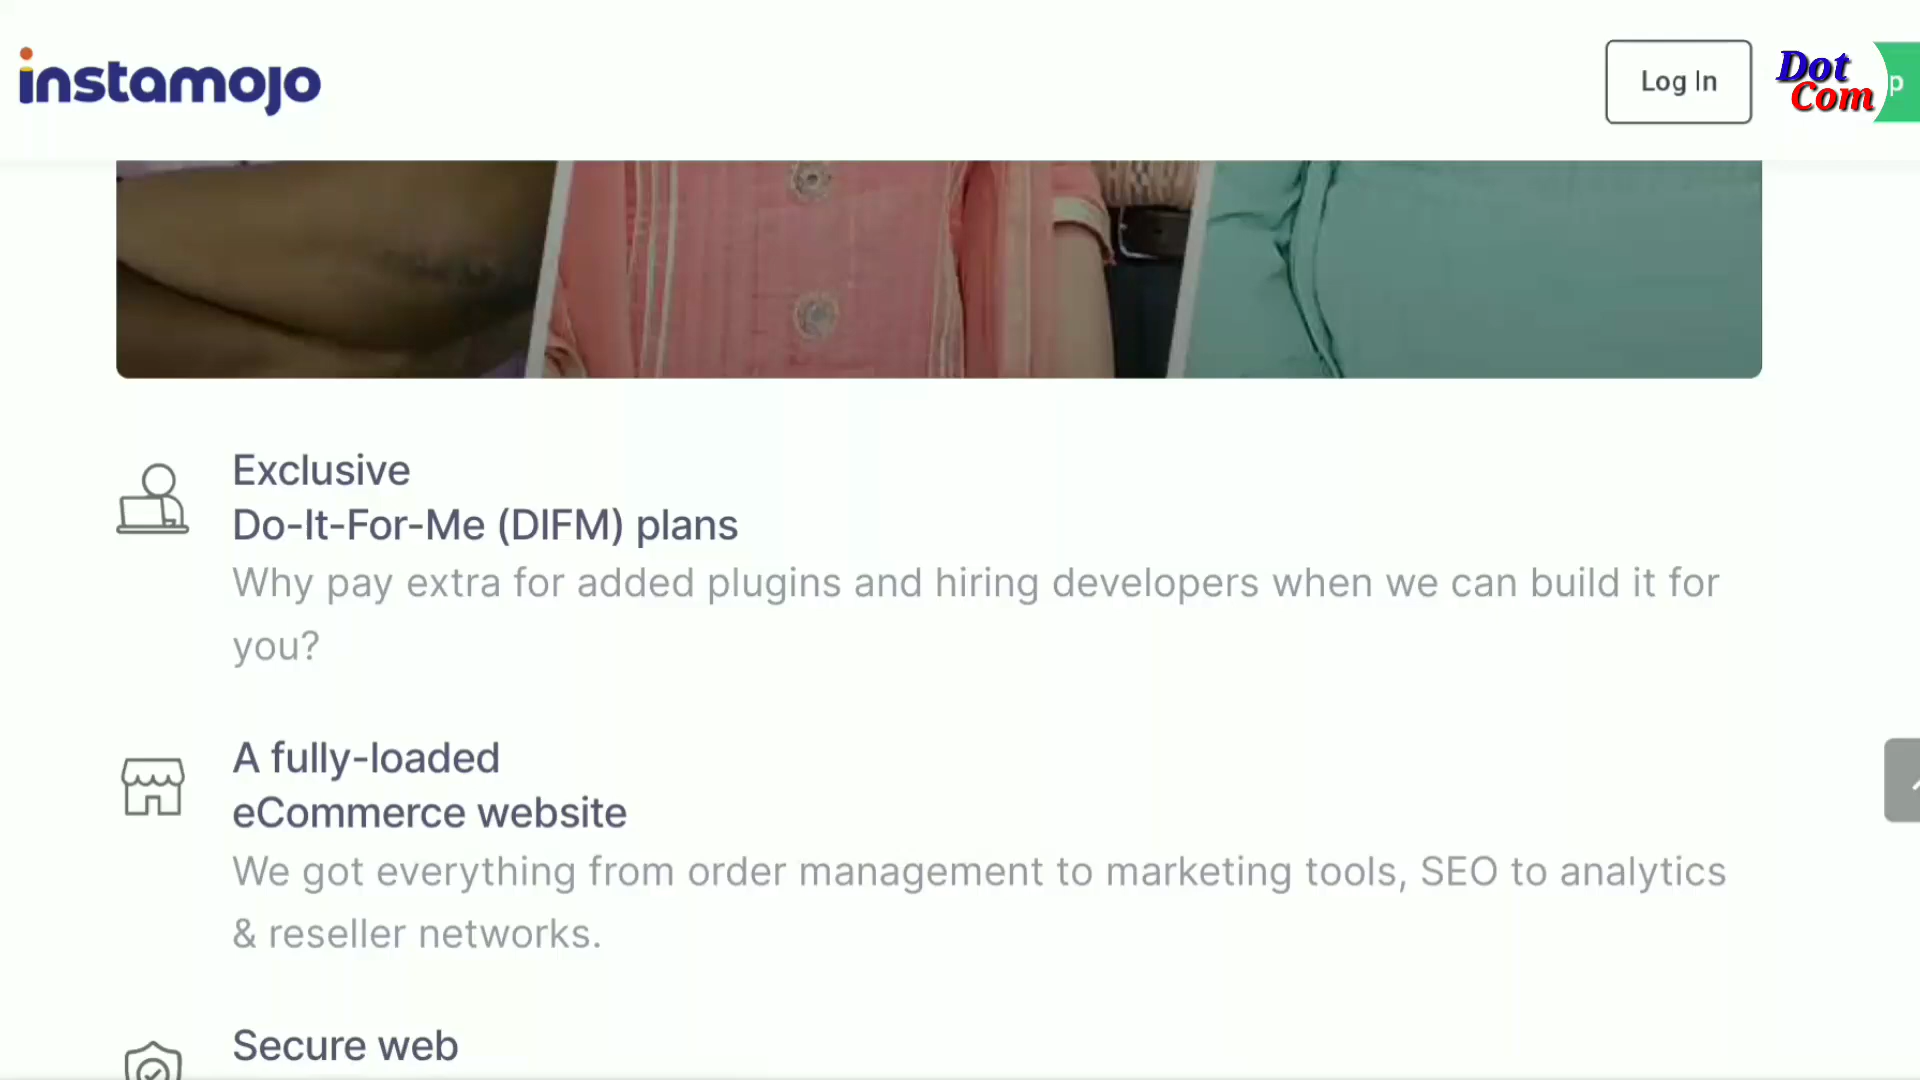 instamojo
Log In
Dot
Com
p
Exclusive
Do-It-For-Me (DIFM) plans
Why pay extra for added plugins and hiring developers when we can build it for
you?
A fully-loaded
eCommerce website
We got everything from order management to marketing tools, SEO to analytics
& reseller networks.
Secure web